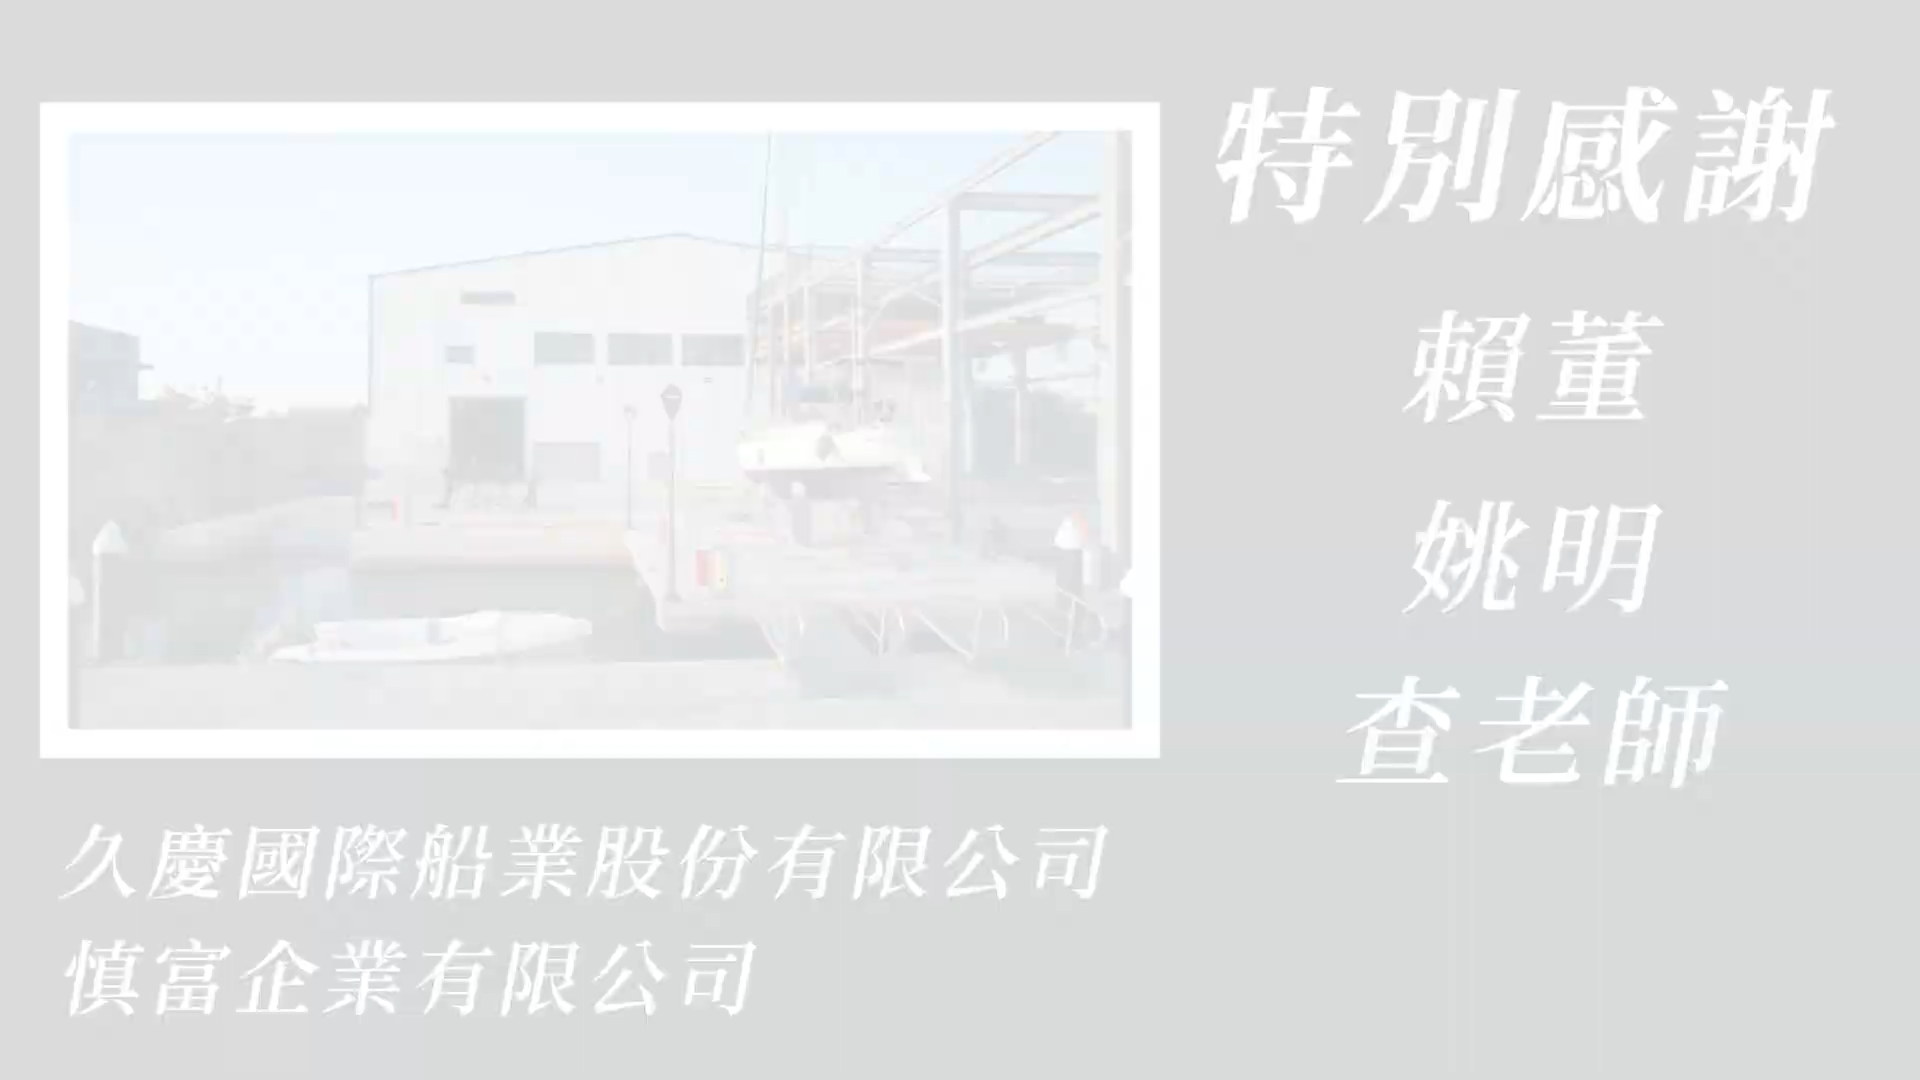 特別感謝
賴董
姚明
查老師
久慶國際船業股份有限公司
慎富企業有限公司